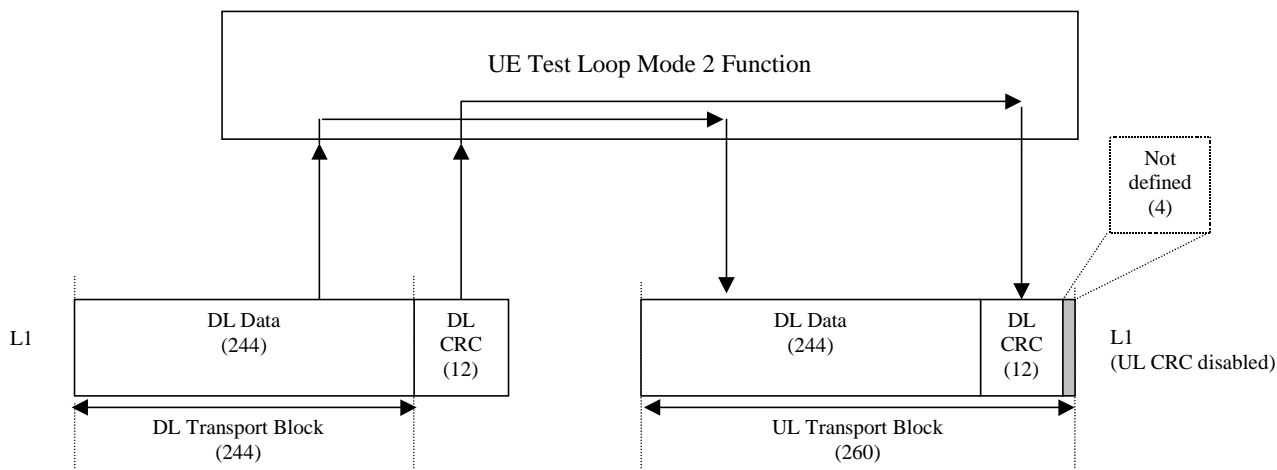 UE Test Loop Mode 2 Function
Not
defined
(4)
L1
DL Data
(244)
DL
CRC
(12)
DL Data
(244)
DL
CRC
(12)
L1
(UL CRC disabled)
DL Transport Block
(244)
UL Transport Block
(260)